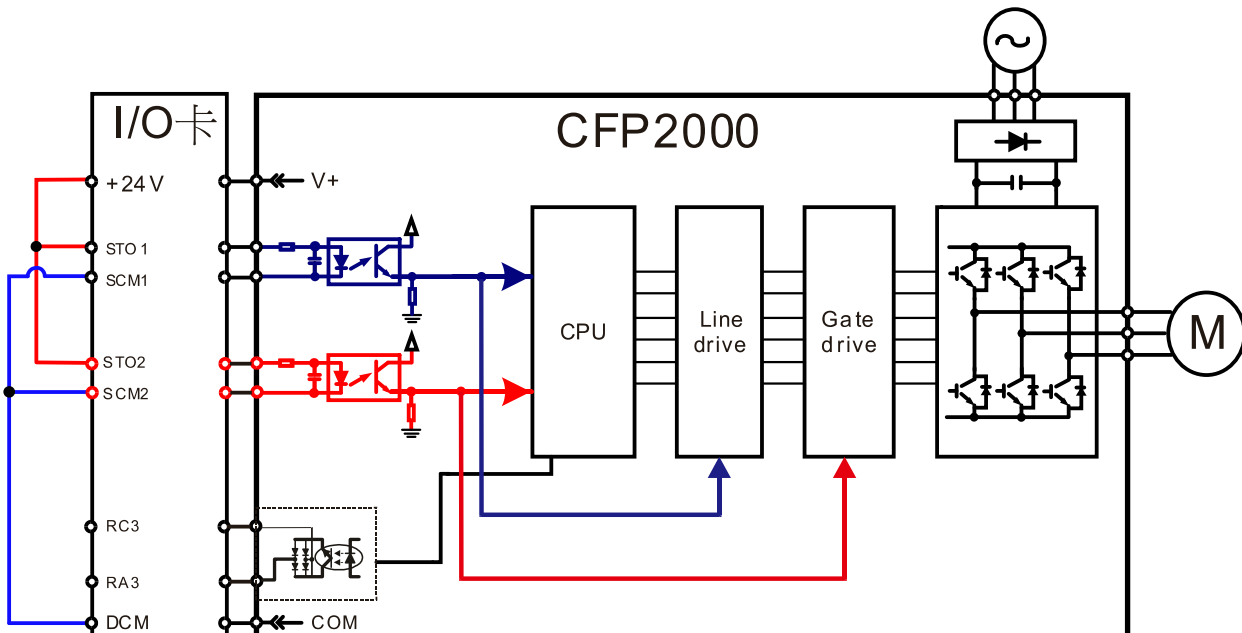 I/O卡
CFP2000
+24V
V+
STO1
SCM1
CPU
Line
drive
Gate
drive
M
STO2
SCM2
RC3
RA3
DCM
COM